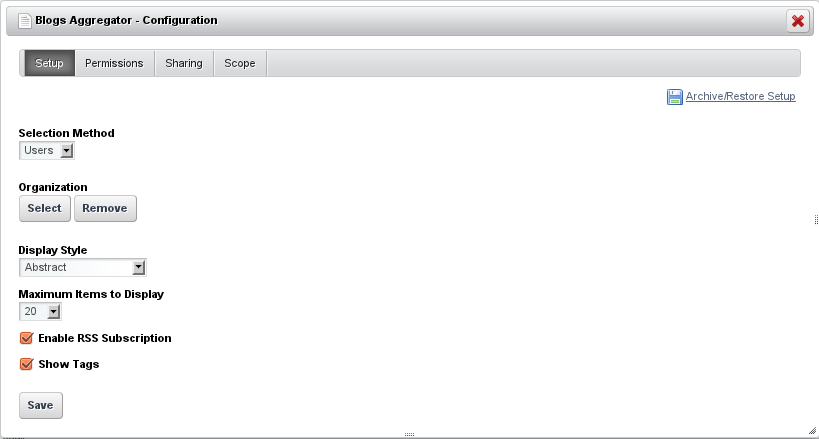 Blogs Aggregator - Configuration
Setup Permissions Sharing Scope
Archive/Restore Setup
Selection Method
Users
Organization
Select Remove
Display Style
Abstract
Maximum Items to Display
20
Enable RSS Subscription
Show Tags
Save